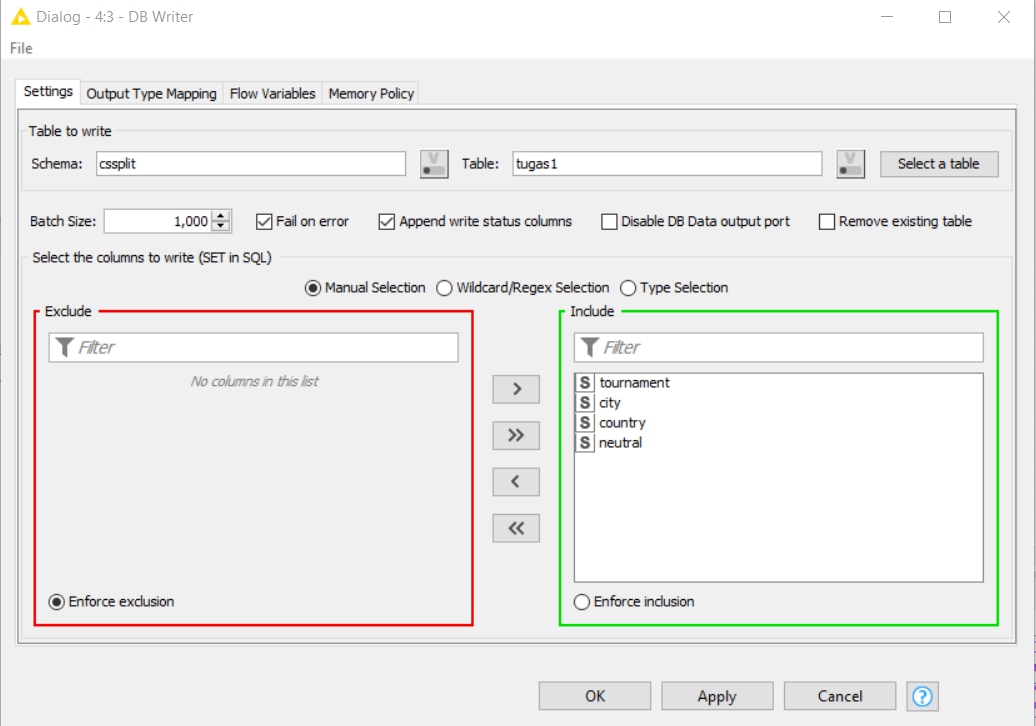 Dialog - 4:3 - DB Writer
File
Settings Output Type Mapping Flow Variables Memory Policy
Table to write
Schema: cssplit V Table: tugas1 V Select a table
Batch Size: 1,000 Fail on error Append write status columns Disable DB Data output port Remove existing table
Select the columns to write (SET in SQL)
Manual Selection Wildcard/Regex Selection Type Selection
Exclude Include
Filter Filter
No columns in this list
S tournament
S city
S country
S neutral
>
>>
<
<<
Enforce exclusion Enforce inclusion
OK Apply Cancel ?